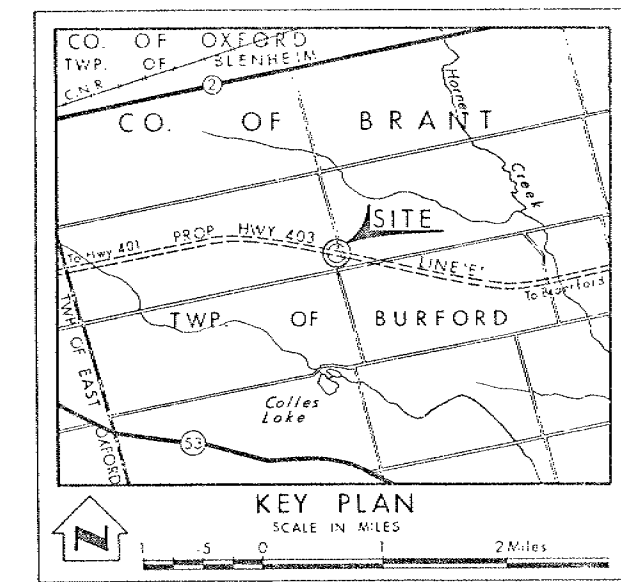 CO. OF OXFORD
TWP. OF BLENHEIM
C.N.R.
2
CO. OF BRANT
Horner Creek
SITE
To Hwy 401 PROP HWY 403 LINE 'E' To Brantford
TWP. OF BURFORD
TWP. OF EAST OXFORD
Colles
Lake
53
KEY PLAN
SCALE IN MILES
N
1 .5 0 1 2 Miles